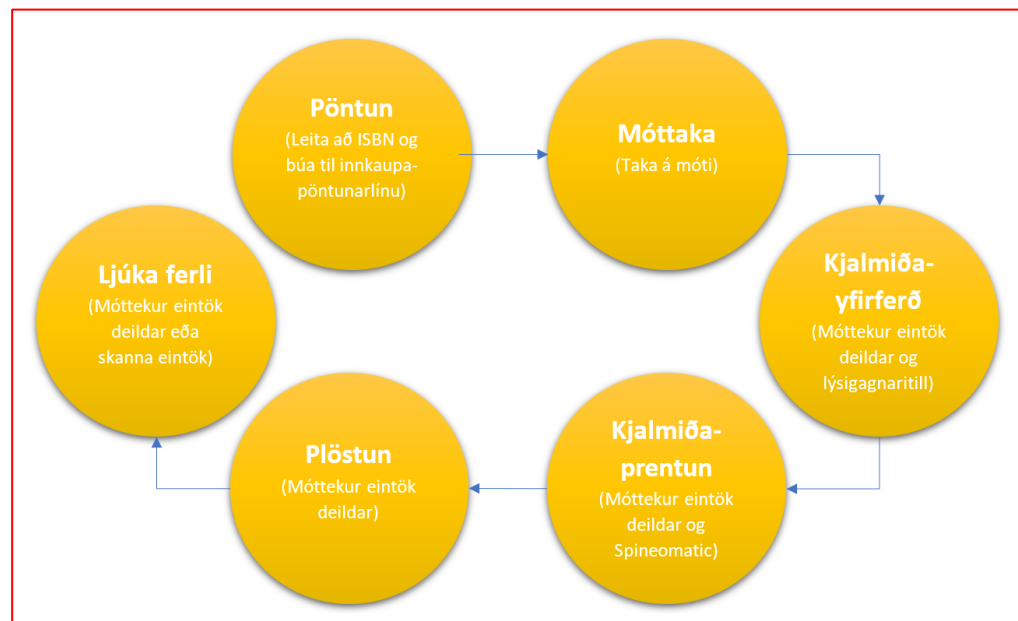 Pöntun
(Leita að ISBN og
búa til innkaupa-
pöntunarlínu)
Móttaka
(Taka á móti)
Kjalmiða-
yfirferð
(Móttekur eintök
deildar og
lýsigagnaritill)
Kjalmiða-
prentun
(Móttekur eintök
deildar og
Spineomatic)
Plöstun
(Móttekur eintök
deildar)
Ljúka ferli
(Móttekur eintök
deildar eða
skanna eintök)